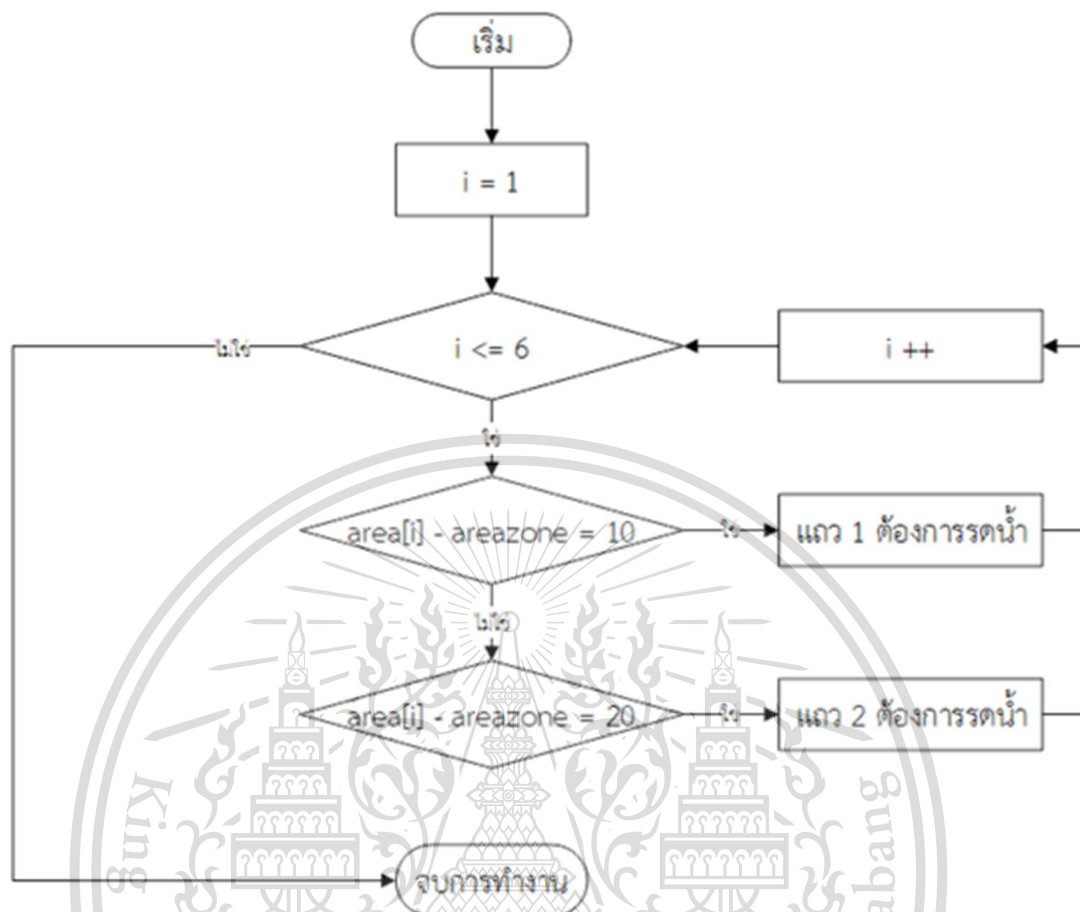 เริ่ม
i = 1
i <= 6
ไม่ใช่
i ++
ใช่
area[i] - areazone = 10
ใช่
แถว 1 ต้องการรดน้ำ
ไม่ใช่
area[i] - areazone = 20
ใช่
แถว 2 ต้องการรดน้ำ
จบการทำงาน
King
bang